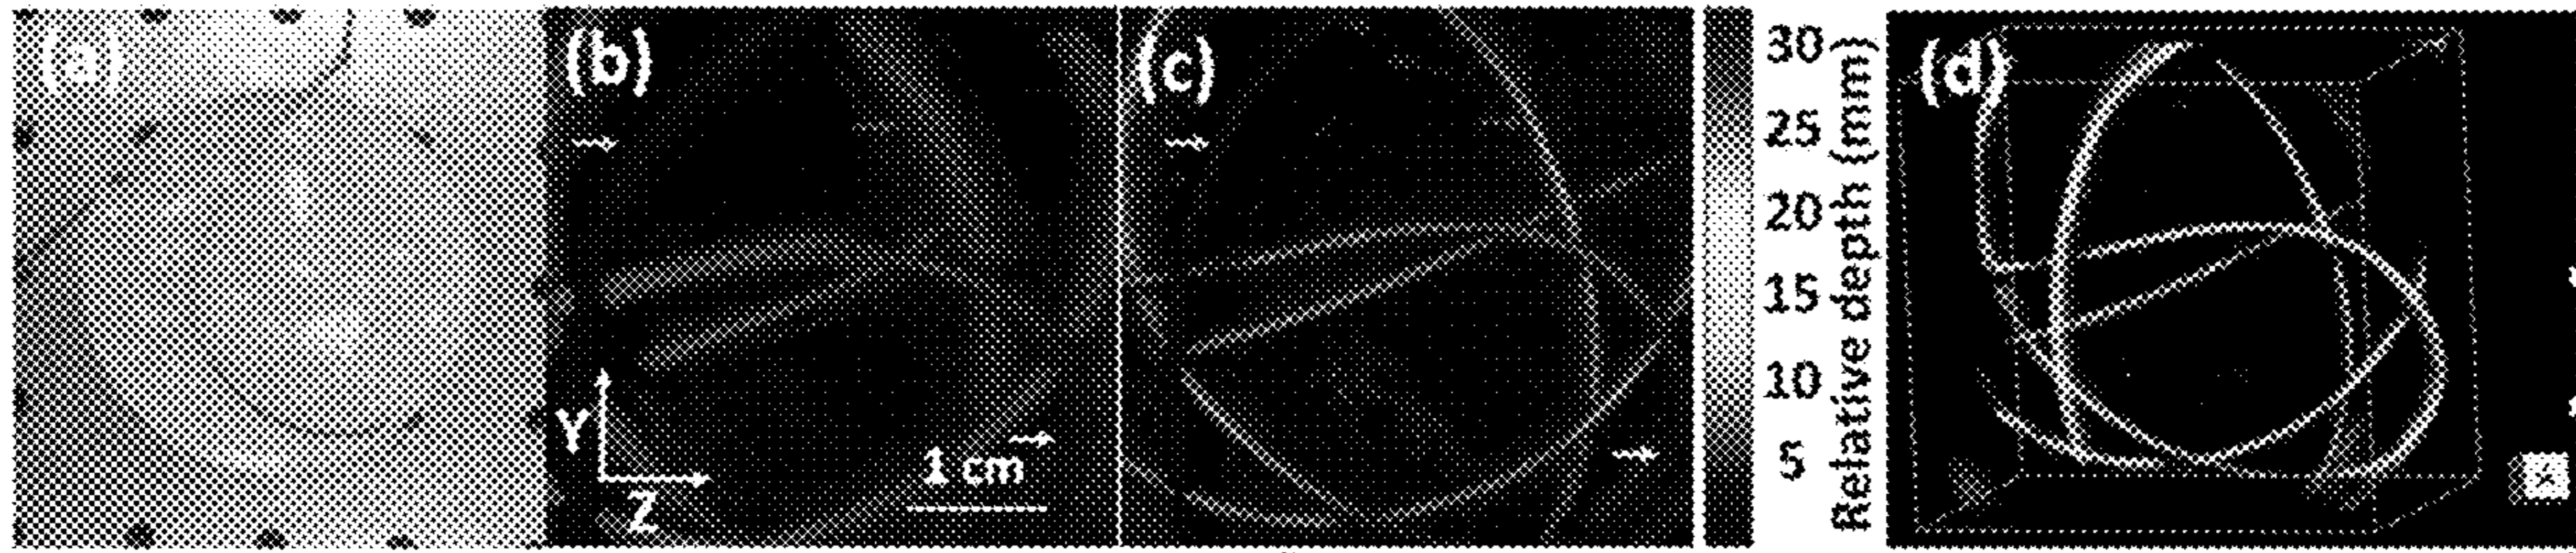 (a)
(b)
Y
Z
1 cm
(c)
30
25
20
15
10
5
Relative depth (mm)
(d)
x